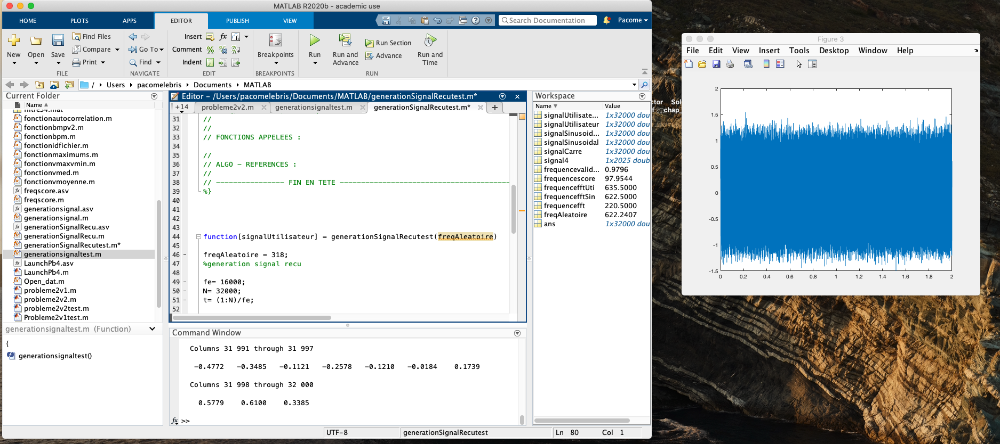 MATLAB R2020b - academic use
HOME PLOTS APPS EDITOR PUBLISH VIEW
Search Documentation
Pacome
New Open Save
Find Files
Compare
Print
FILE
Go To
Find
NAVIGATE
Insert
Comment
Indent
EDIT
Breakpoints
BREAKPOINTS
Run
Run and Advance
Run Section
Advance
Run and Time
RUN
/ Users pacomelebris Documents MATLAB
Current Folder
Name
fonctionautocorrelation.m
fonctionbmpv2.m
fonctionbpm.m
fonctionidfichier.m
fonctionmaximums.m
fonctionvmaxvmin.m
fonctionvmed.m
fonctionvmoyenne.m
freqscore.asv
freqscore.m
generationsignal.asv
generationsignal.m
generationSignalRecu.asv
generationSignalRecu.m
generationSignalRecutest.m*
generationsignaltest.m
LaunchPb4.asv
LaunchPb4.m
Open_dat.m
probleme2v1.m
probleme2v2.m
probleme2v2test.m
Probleme2v1test.m
generationsignaltest.m (Function)
{
generationsignaltest()
Editor - /Users/pacomelebris/Documents/MATLAB/generationSignalRecutest.m*
+14 probleme2v2.m generationsignaltest.m generationSignalRecutest.m* +
31 //
32 //
33 // FONCTIONS APPELEES :
34
35 //
36 // ALGO - REFERENCES :
37 //
38 // ---------------- FIN EN TETE ----------------------------------------
39 %}
40
41
42
43
44 function[signalUtilisateur] = generationSignalRecutest(freqAleatoire)
45
46 - freqAleatoire = 318;
47 %generation signal recu
48
49 - fe= 16000;
50 - N= 32000;
51 - t= (1:N)/fe;
52
Command Window
Columns 31 991 through 31 997
-0.4772 -0.3485 -0.1121 -0.2578 -0.1210 -0.0184 0.1739
Columns 31 998 through 32 000
0.5779 0.6100 0.3385
fx >>
UTF-8 generationSignalRecutest Ln 80 Col 1
Workspace
Name Value
signalUtilisate... 1x32000 dou
signalUtilisateur 1x32000 dou
signalSinusoid... 1x32000 dou
signalSinusoidal 1x32000 dou
signalCarre 1x32000 dou
signal4 1x2025 doub
frequencevalid... 0.9796
frequencescore 97.9544
frequencefftUti 635.5000
frequencefftSin 622.5000
frequencefft 220.5000
freqAleatoire 622.2407
ans 1x32000 dou
Figure 3
File Edit View Insert Tools Desktop Window Help
2
1.5
1
0.5
0
-0.5
-1
-1.5
0 0.2 0.4 0.6 0.8 1 1.2 1.4 1.6 1.8 2